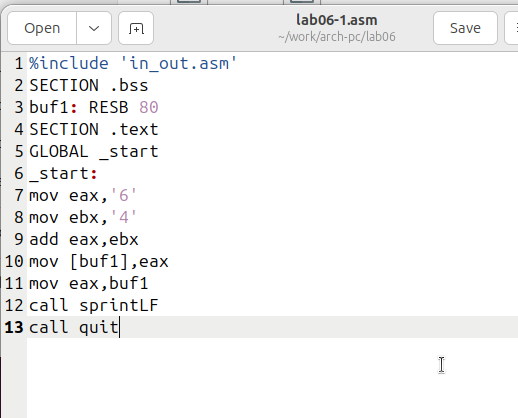 Open
lab06-1.asm
~/work/arch-pc/lab06
Save
1 %include 'in_out.asm'
2 SECTION .bss
3 buf1: RESB 80
4 SECTION .text
5 GLOBAL _start
6 _start:
7 mov eax,'6'
8 mov ebx,'4'
9 add eax,ebx
10 mov [buf1],eax
11 mov eax,buf1
12 call sprintLF
13 call quit